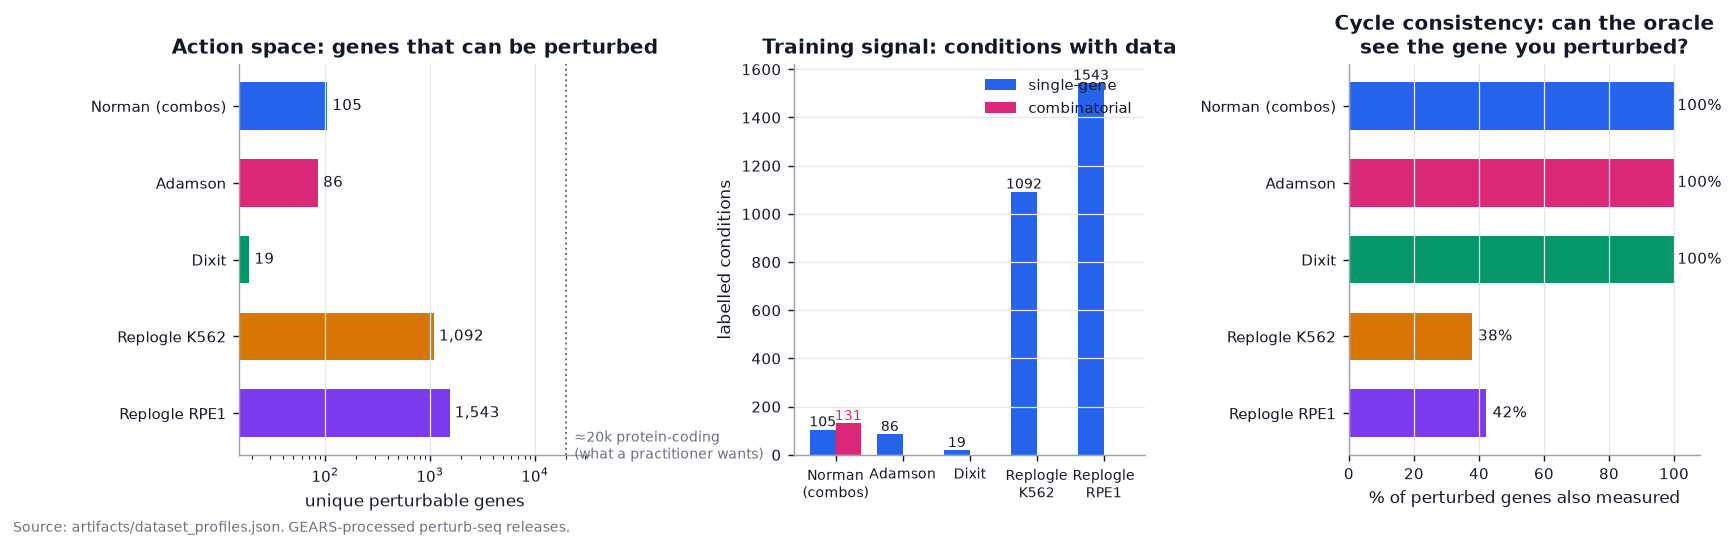 Action space: genes that can be perturbed
Norman (combos)
105
Adamson
86
Dixit
19
Replogle K562
1,092
Replogle RPE1
1,543
≈20k protein-coding
(what a practitioner wants)
10²
10³
10⁴
unique perturbable genes
Training signal: conditions with data
single-gene
combinatorial
labelled conditions
1600
1400
1200
1000
800
600
400
200
0
105
131
86
19
1092
1543
Norman
(combos)
Adamson
Dixit
Replogle
K562
Replogle
RPE1
Cycle consistency: can the oracle
see the gene you perturbed?
Norman (combos)
100%
Adamson
100%
Dixit
100%
Replogle K562
38%
Replogle RPE1
42%
0
20
40
60
80
100
% of perturbed genes also measured
Source: artifacts/dataset_profiles.json. GEARS-processed perturb-seq releases.